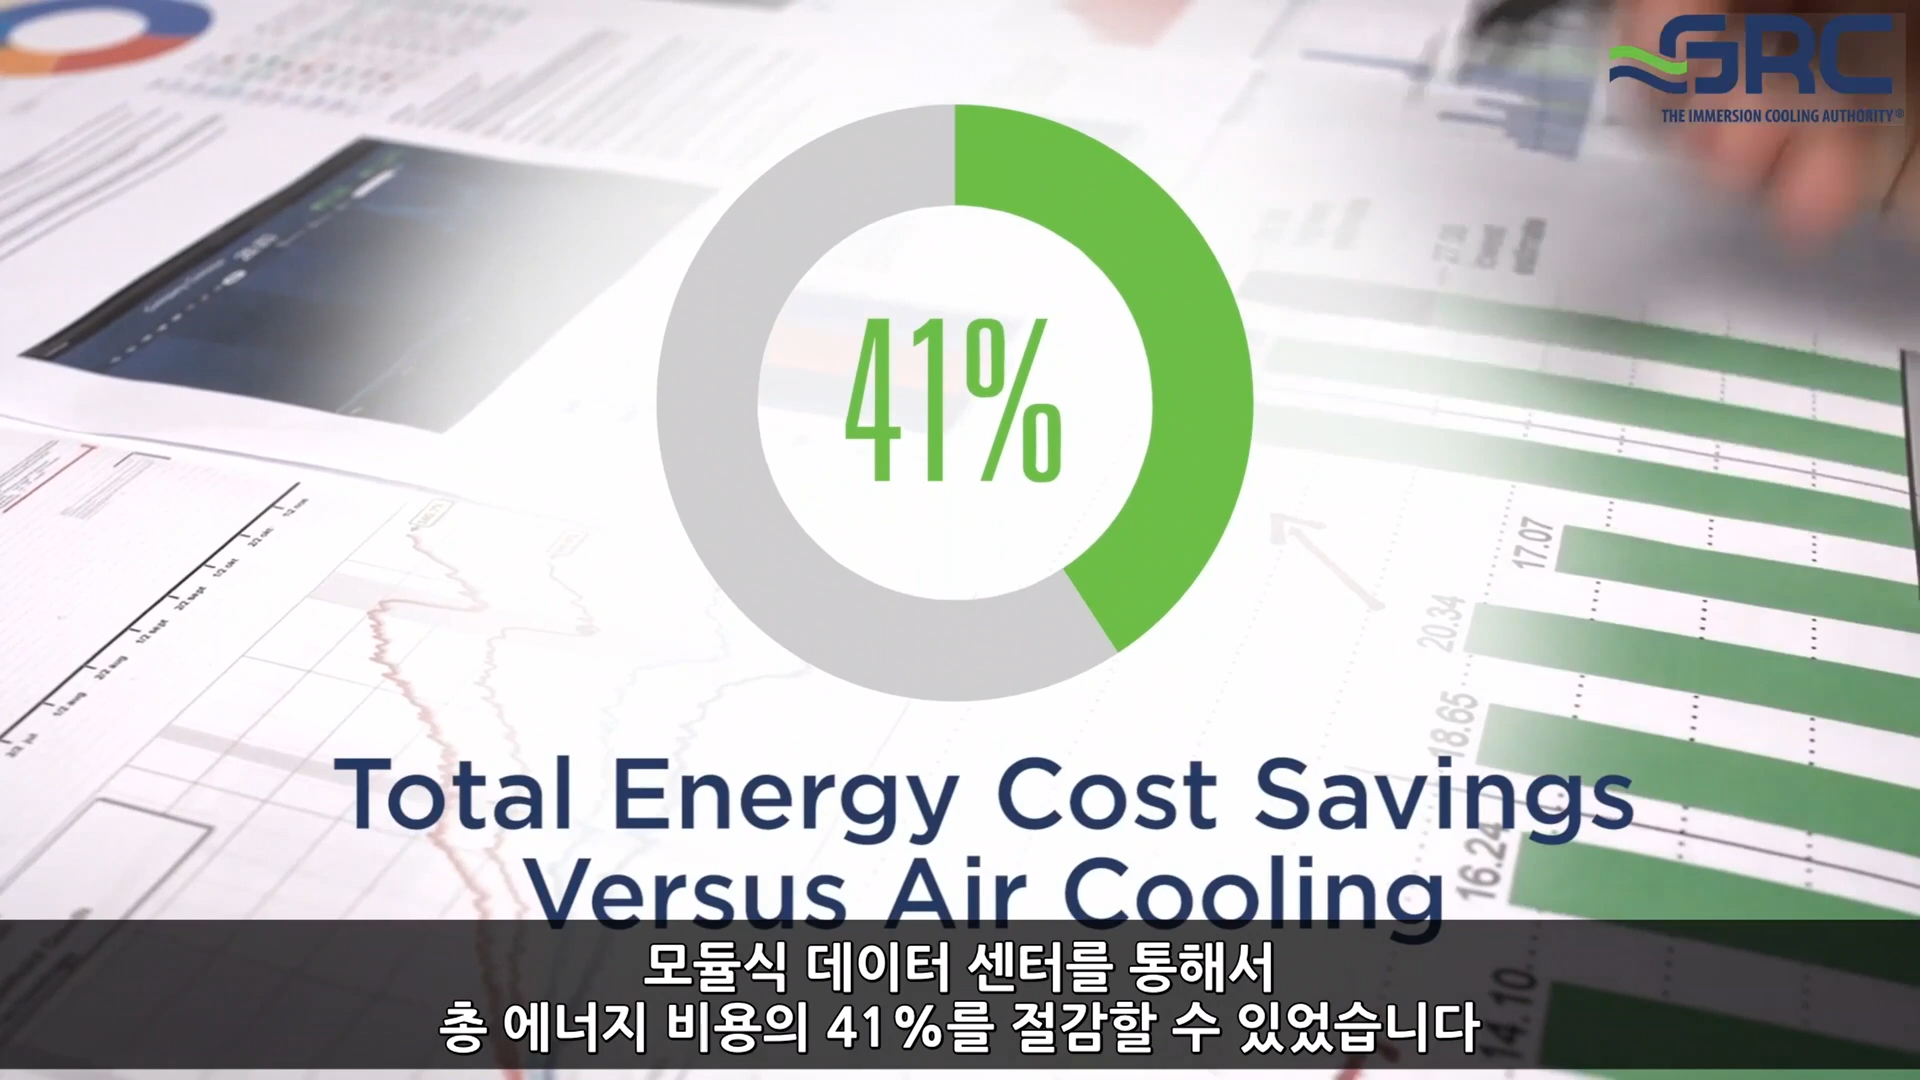 GRC
THE IMMERSION COOLING AUTHORITY®
41%
17.07
20.34
18.65
16.24
14.10
Total Energy Cost Savings
Versus Air Cooling
모듈식 데이터 센터를 통해서
총 에너지 비용의 41%를 절감할 수 있었습니다